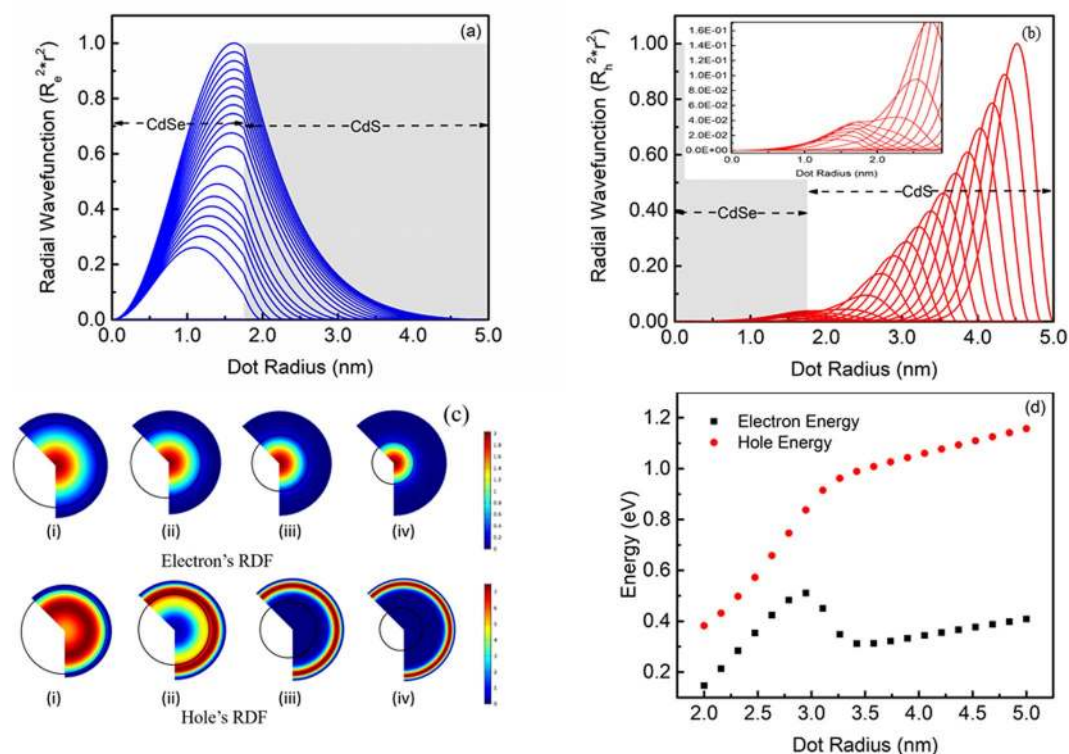 (a)
Radial Wavefunction (Re²*r²)
1.0
0.8
0.6
0.4
0.2
0.0
CdSe
CdS
0.0 1.0 2.0 3.0 4.0 5.0
Dot Radius (nm)
(b)
Radial Wavefunction (Rh²*r²)
1.0
0.80
0.60
0.40
0.20
0.00
1.6E-01
1.4E-01
1.2E-01
1.0E-01
8.0E-02
6.0E-02
4.0E-02
2.0E-02
0.0E+00
0.0 1.0 2.0
Dot Radius (nm)
CdS
CdSe
0.0 1.0 2.0 3.0 4.0 5.0
Dot Radius (nm)
(c)
(i) (ii) (iii) (iv)
Electron's RDF
(i) (ii) (iii) (iv)
Hole's RDF
(d)
Electron Energy
Hole Energy
Energy (eV)
1.2
1.0
0.8
0.6
0.4
0.2
2.0 2.5 3.0 3.5 4.0 4.5 5.0
Dot Radius (nm)